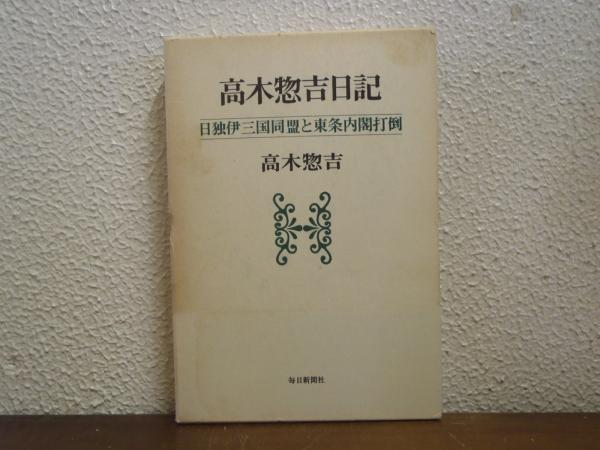 高木惣吉日記
日独伊三国同盟と東条内閣打倒
高木惣吉
毎日新聞社